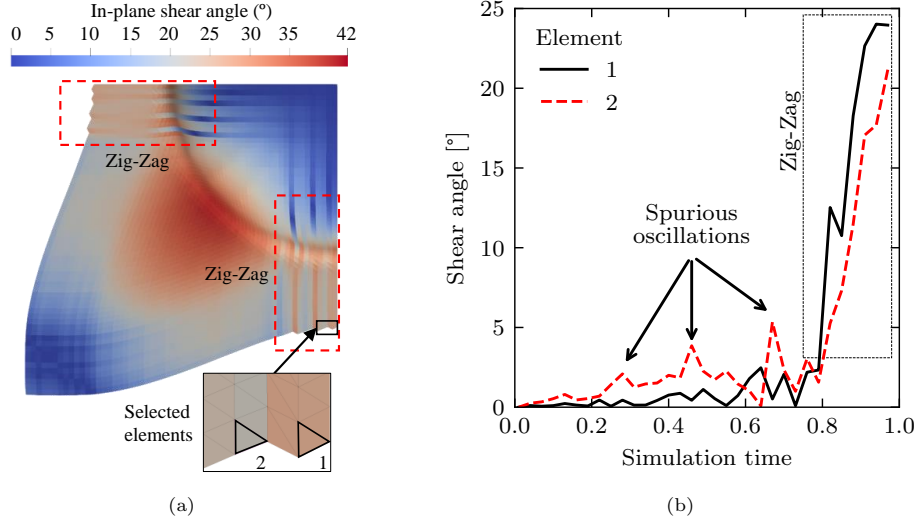 In-plane shear angle (º)
0 5 10 15 20 25 30 35 42
Zig-Zag
Zig-Zag
Selected
elements
2 1
(a)
25
20
15
10
5
0
Shear angle [°]
Element
1
2
Spurious
oscillations
Zig-Zag
0.0 0.2 0.4 0.6 0.8 1.0
Simulation time
(b)